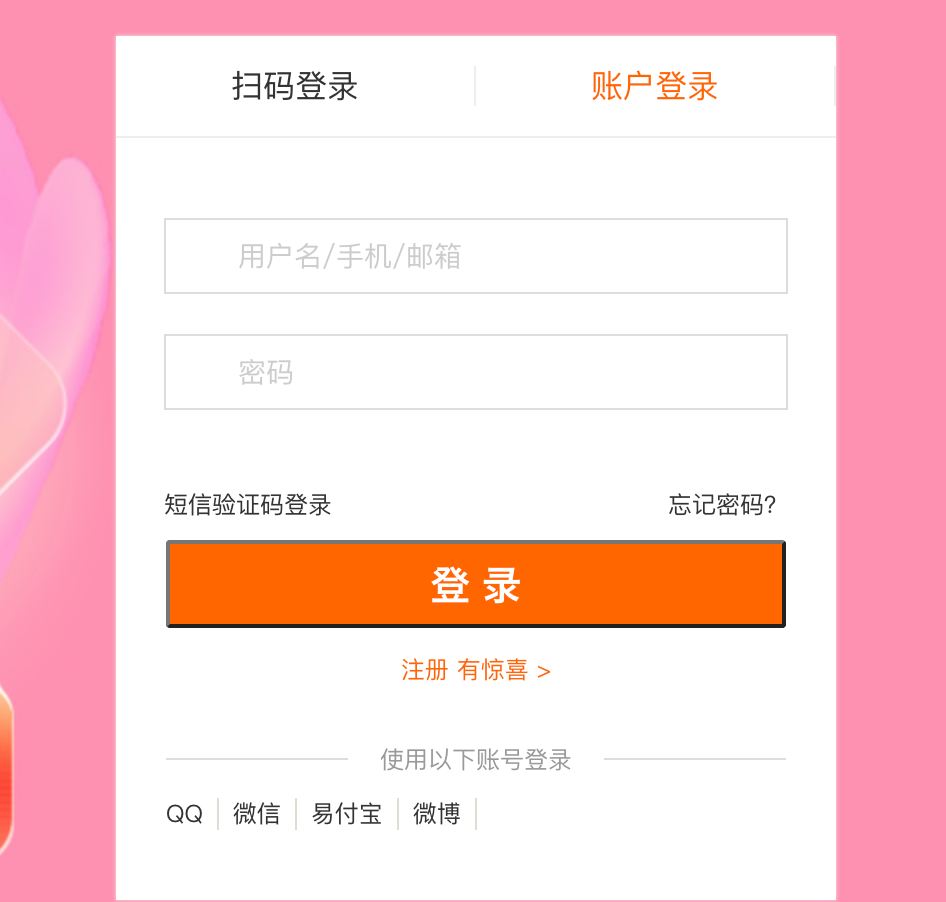 扫码登录 账户登录
用户名/手机/邮箱
密码
短信验证码登录 忘记密码?
登 录
注册 有惊喜 >
使用以下账号登录
QQ 微信 易付宝 微博